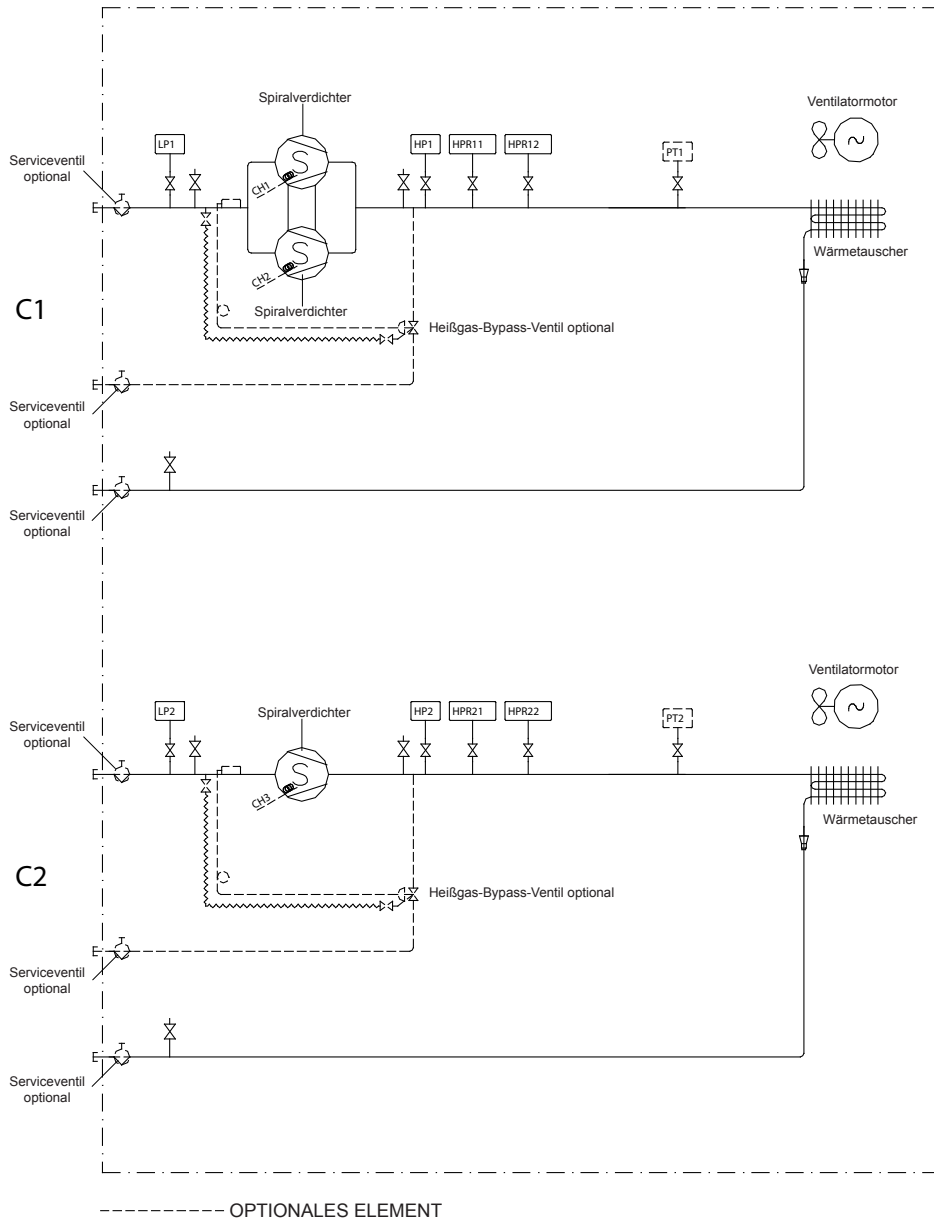 Spiralverdichter
Ventilatormotor
LP1
HP1
HPR11
HPR12
PT1
Serviceventil
optional
CH1
CH2
Wärmetauscher
Spiralverdichter
C1
Heißgas-Bypass-Ventil optional
Serviceventil
optional
Serviceventil
optional
Ventilatormotor
LP2
Spiralverdichter
HP2
HPR21
HPR22
PT2
Serviceventil
optional
CH3
Wärmetauscher
C2
Heißgas-Bypass-Ventil optional
Serviceventil
optional
Serviceventil
optional
OPTIONALES ELEMENT